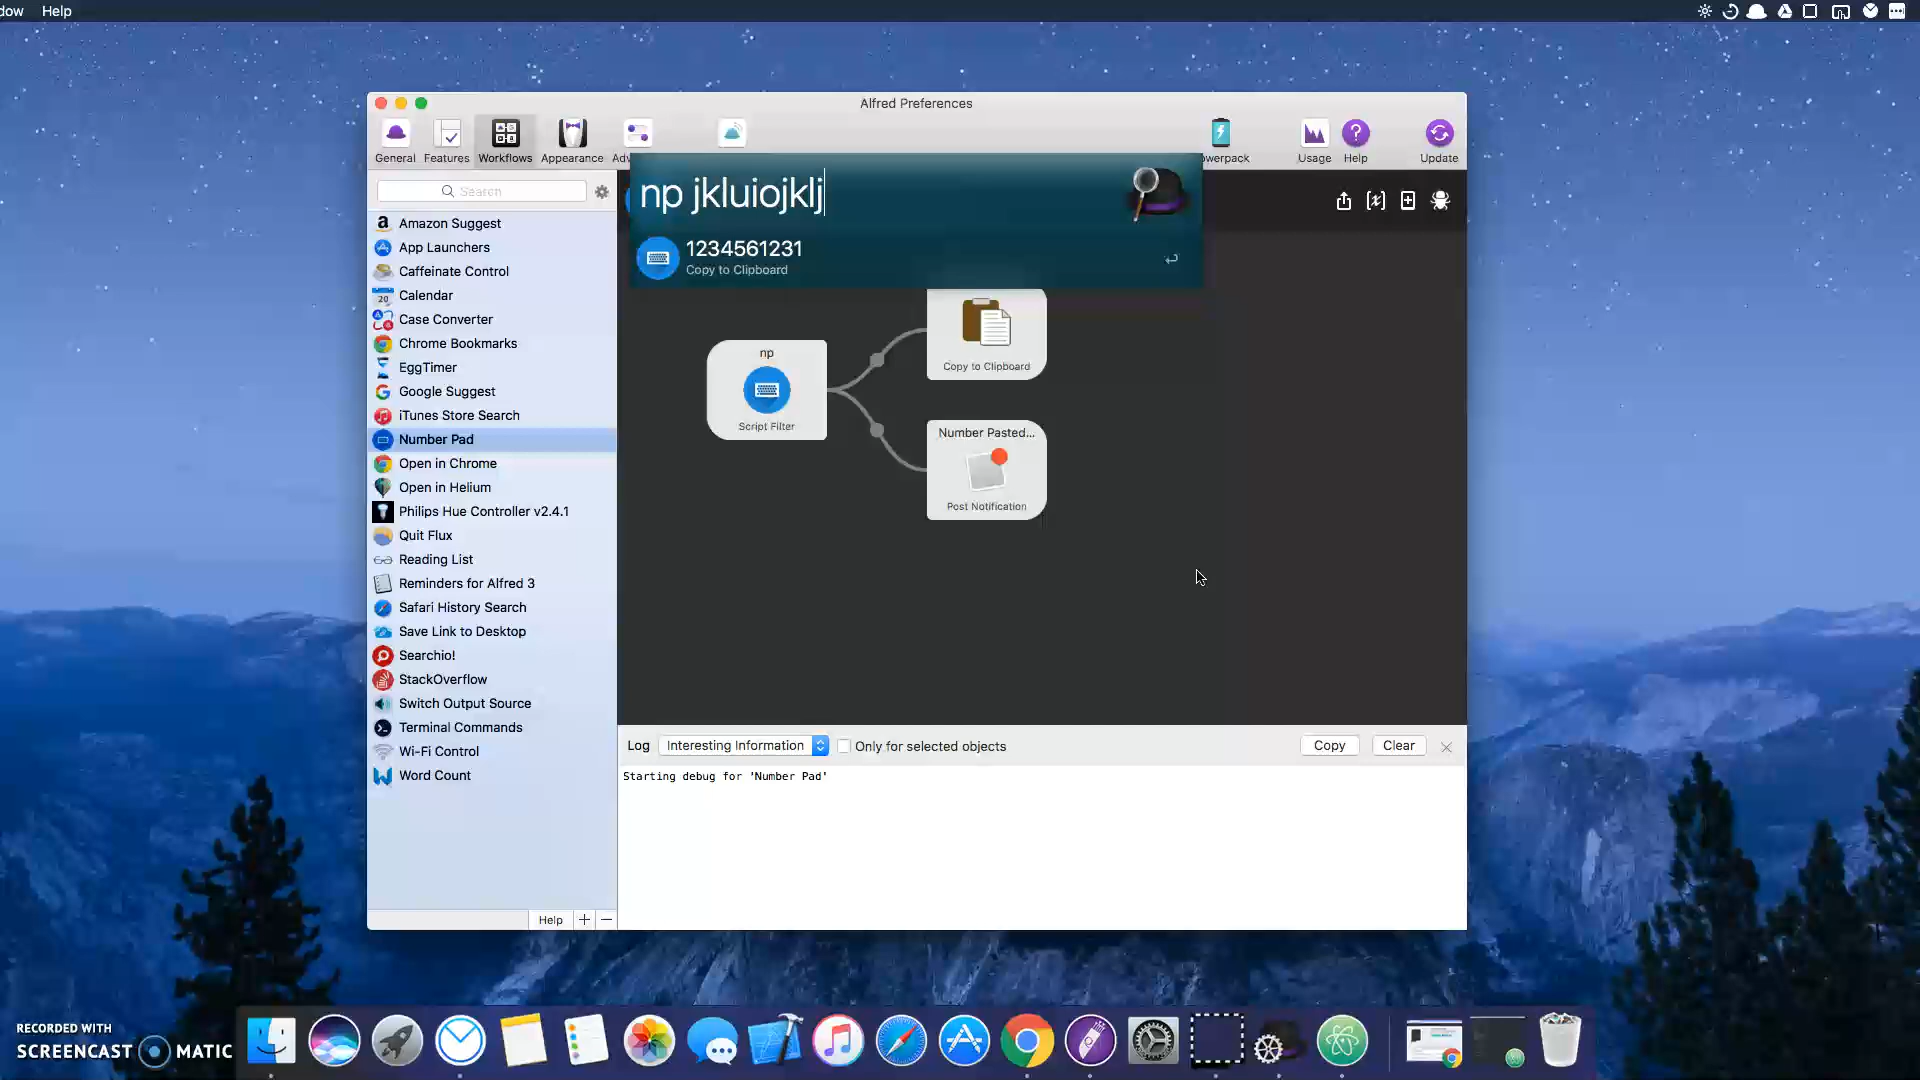 dow Help
Alfred Preferences
General Features Workflows Appearance Adv
werpack Usage Help Update
Search
np jkluiojklj
1234561231
Copy to Clipboard
Amazon Suggest
App Launchers
Caffeinate Control
20 Calendar
Case Converter
Chrome Bookmarks
EggTimer
Google Suggest
iTunes Store Search
Number Pad
Open in Chrome
Open in Helium
Philips Hue Controller v2.4.1
Quit Flux
Reading List
Reminders for Alfred 3
Safari History Search
Save Link to Desktop
Searchio!
StackOverflow
Switch Output Source
Terminal Commands
Wi-Fi Control
Word Count
Help + −
np
Script Filter
Copy to Clipboard
Number Pasted...
Post Notification
Log Interesting Information Only for selected objects Copy Clear
Starting debug for 'Number Pad'
RECORDED WITH
SCREENCAST MATIC